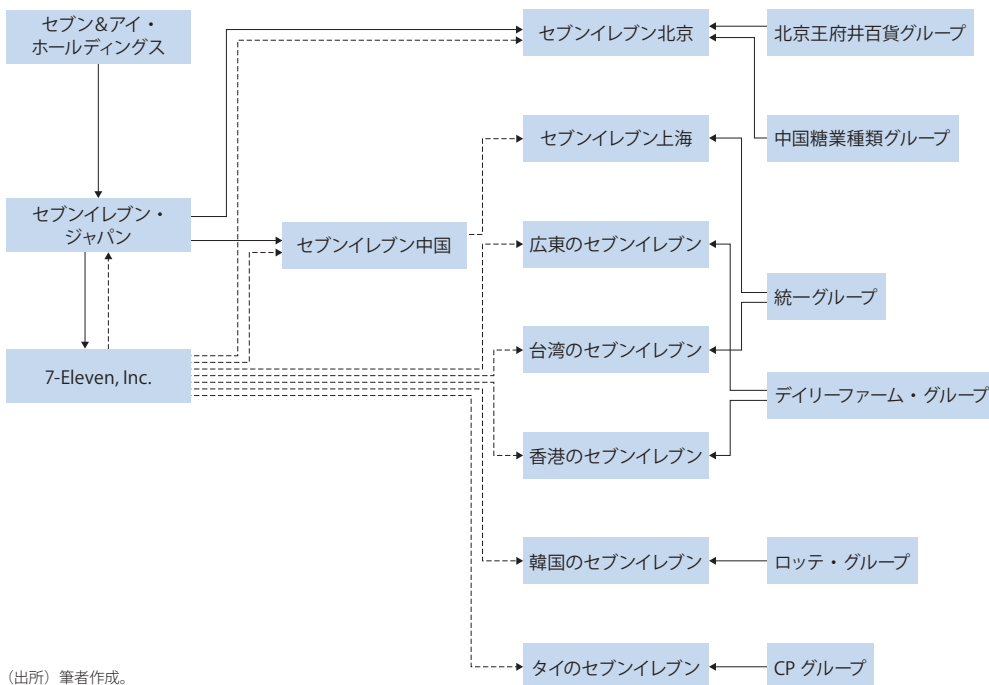 セブン＆アイ・
ホールディングス
セブンイレブン北京
北京王府井百貨グループ
セブンイレブン上海
中国糖業種類グループ
セブンイレブン・
ジャパン
セブンイレブン中国
広東のセブンイレブン
統一グループ
7-Eleven, Inc.
台湾のセブンイレブン
デイリーファーム・グループ
香港のセブンイレブン
韓国のセブンイレブン
ロッテ・グループ
タイのセブンイレブン
CP グループ
（出所）筆者作成。